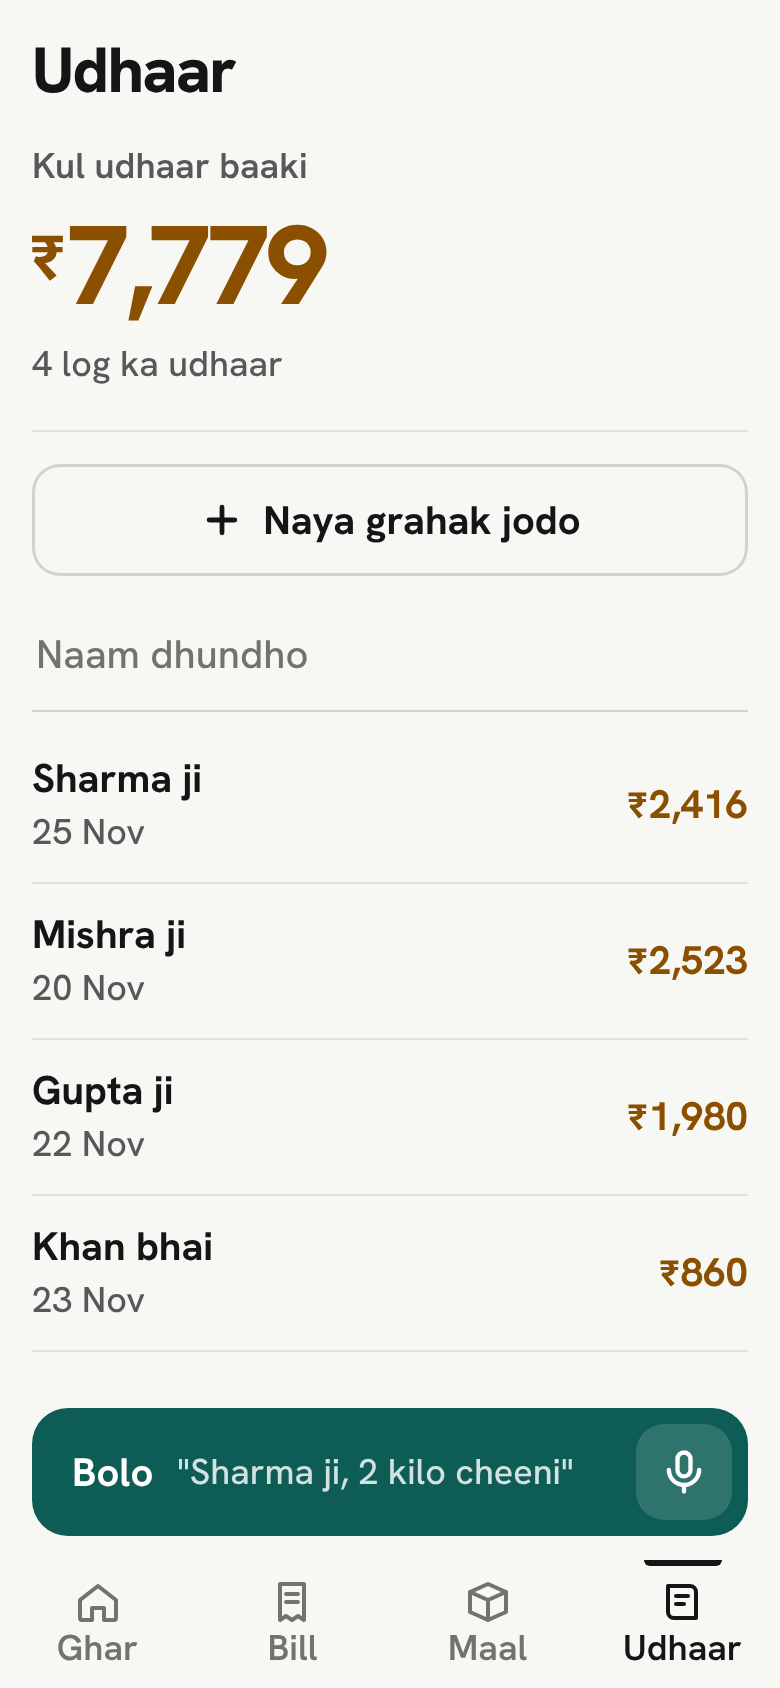 Udhaar
Kul udhaar baaki
₹7,779
4 log ka udhaar
+ Naya grahak jodo
Naam dhundho
Sharma ji
25 Nov
₹2,416
Mishra ji
20 Nov
₹2,523
Gupta ji
22 Nov
₹1,980
Khan bhai
23 Nov
₹860
Bolo "Sharma ji, 2 kilo cheeni"
Ghar Bill Maal Udhaar